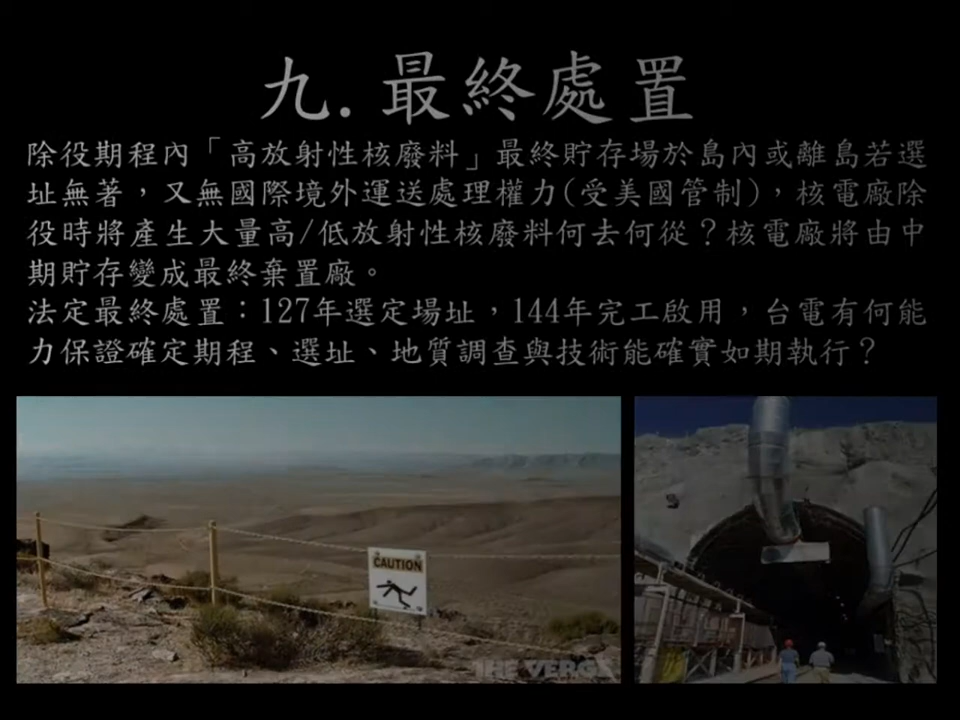 九.最終處置
除役期程內「高放射性核廢料」最終貯存場於島內或離島若選
址無著，又無國際境外運送處理權力(受美國管制)，核電廠除
役時將產生大量高/低放射性核廢料何去何從？核電廠將由中
期貯存變成最終棄置廠。
法定最終處置：127年選定場址，144年完工啟用，台電有何能
力保證確定期程、選址、地質調查與技術能確實如期執行？
CAUTION
THE VERGE